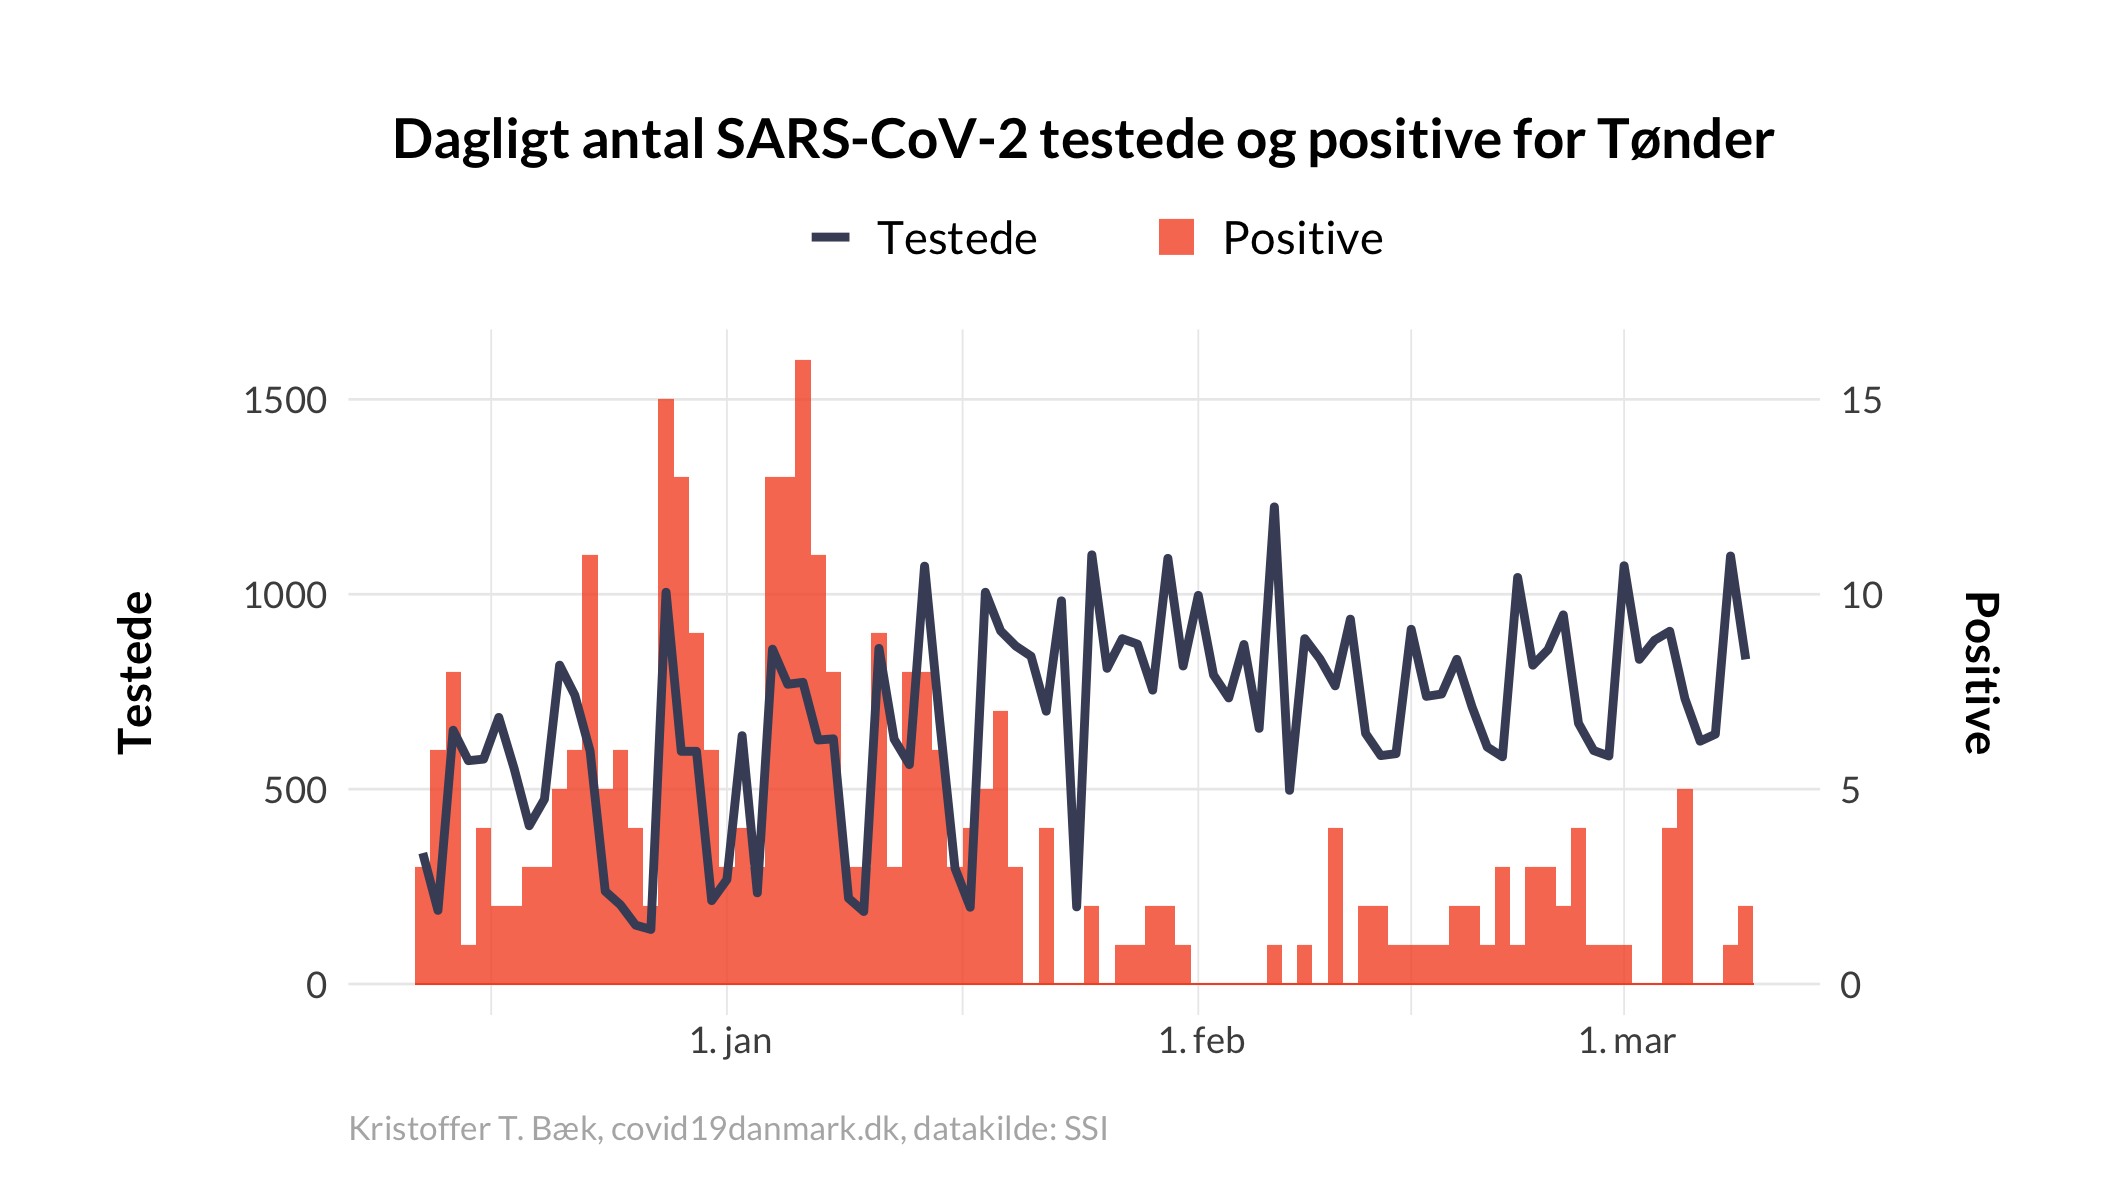 Dagligt antal SARS-CoV-2 testede og positive for Tønder
Testede Positive
1500
1000
500
0
Testede
15
10
5
0
Positive
1. jan 1. feb 1. mar
Kristoffer T. Bæk, covid19danmark.dk, datakilde: SSI